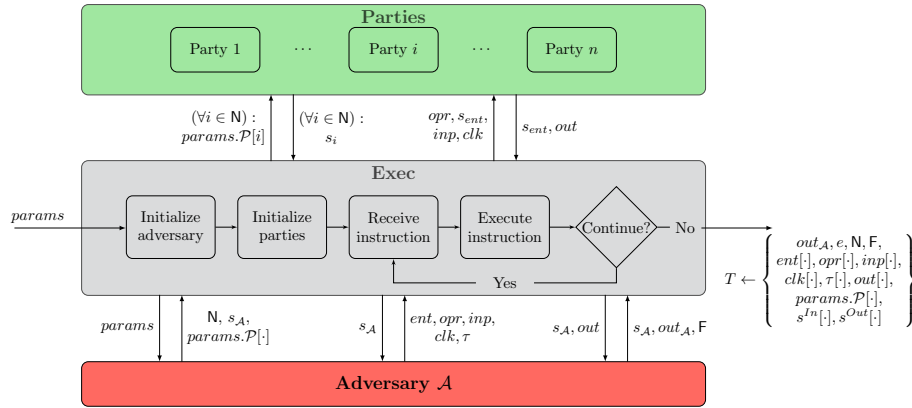 Parties
Party 1 ··· Party i ··· Party n
(∀i ∈ N) :
params.𝒫[i]
(∀i ∈ N) :
s_i
opr, s_ent,
inp, clk
s_ent, out
Exec
params
Initialize
adversary
Initialize
parties
Receive
instruction
Execute
instruction
Continue?
No
Yes
T ← { out_𝒜, e, N, F,
ent[·], opr[·], inp[·],
clk[·], τ[·], out[·],
params.𝒫[·],
s^In[·], s^Out[·] }
params
N, s_𝒜,
params.𝒫[·]
s_𝒜
ent, opr, inp,
clk, τ
s_𝒜, out
s_𝒜, out_𝒜, F
Adversary 𝒜